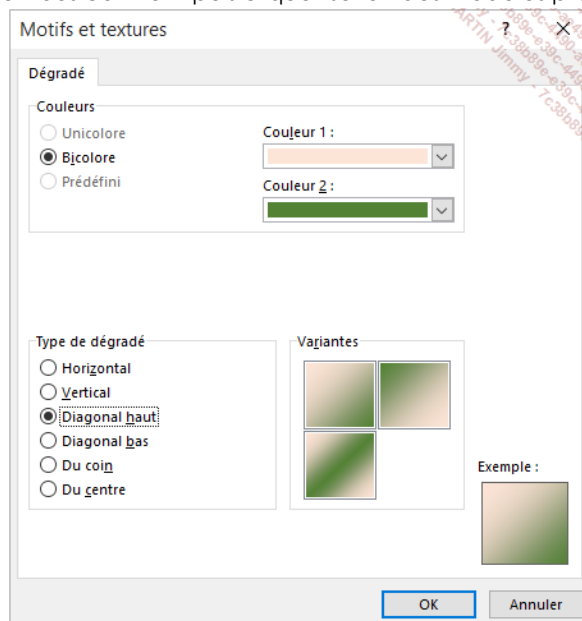 Motifs et textures ?
Dégradé
Couleurs
Unicolore
Bicolore
Prédéfini
Couleur 1 :
Couleur 2 :
Type de dégradé
Horizontal
Vertical
Diagonal haut
Diagonal bas
Du coin
Du centre
Variantes
Exemple :
OK Annuler